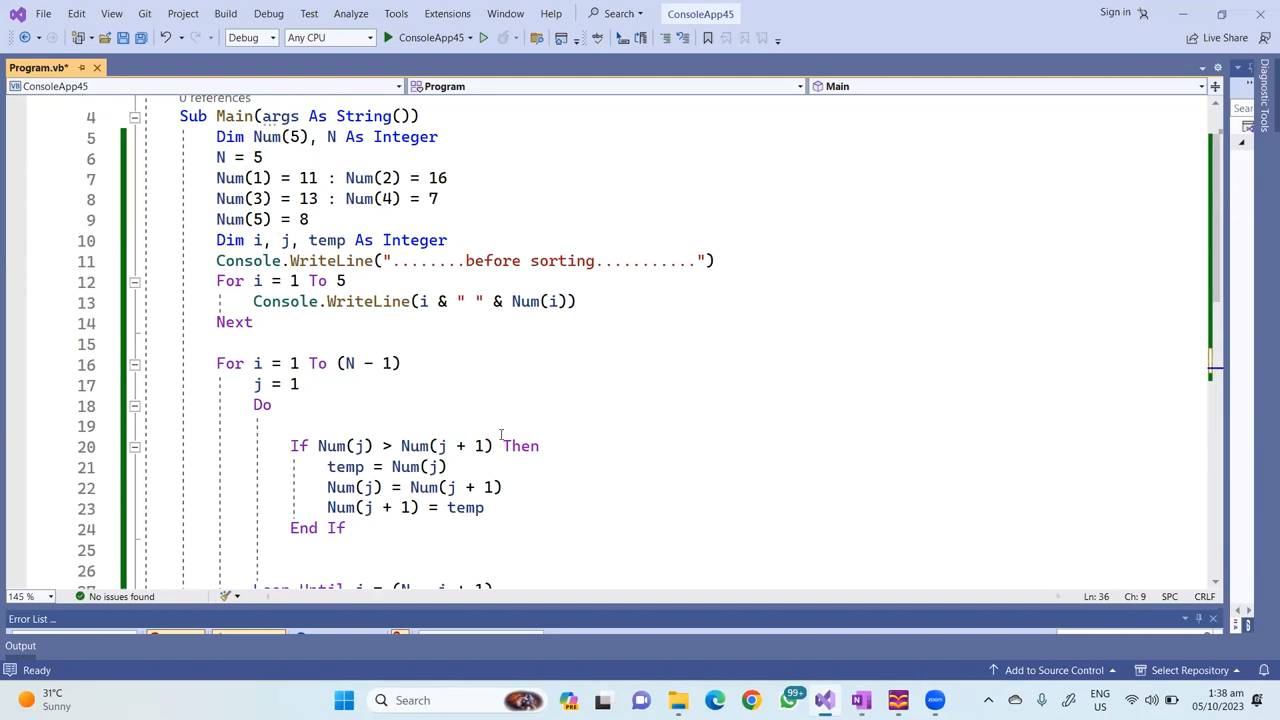 File Edit View Git Project Build Debug Test Analyze Tools Extensions Window Help Search ConsoleApp45 Sign in
Debug Any CPU ConsoleApp45 Live Share
Program.vb*
ConsoleApp45 Program Main
0 references
4 Sub Main(args As String())
5 Dim Num(5), N As Integer
6 N = 5
7 Num(1) = 11 : Num(2) = 16
8 Num(3) = 13 : Num(4) = 7
9 Num(5) = 8
10 Dim i, j, temp As Integer
11 Console.WriteLine("........before sorting...........")
12 For i = 1 To 5
13 Console.WriteLine(i & " " & Num(i))
14 Next
15
16 For i = 1 To (N - 1)
17 j = 1
18 Do
19
20 If Num(j) > Num(j + 1) Then
21 temp = Num(j)
22 Num(j) = Num(j + 1)
23 Num(j + 1) = temp
24 End If
25
26
Diagnostic Tools
Sear
145 % No issues found Ln: 36 Ch: 9 SPC CRLF
Error List ...
Output
Ready Add to Source Control Select Repository
31°C
Sunny
Search
PRE
99+
zoom
ENG
US
1:38 am
05/10/2023